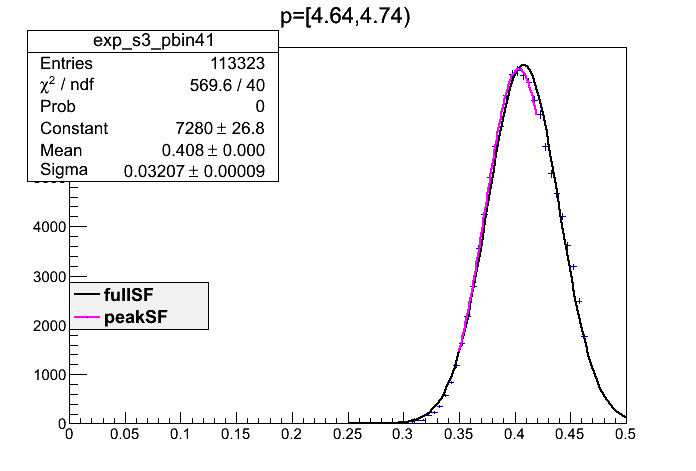 p=[4.64,4.74)
exp_s3_pbin41
Entries 113323
χ² / ndf 569.6 / 40
Prob 0
Constant 7280 ± 26.8
Mean 0.408 ± 0.000
Sigma 0.03207 ± 0.00009
4000
3000
fullSF
peakSF
2000
1000
0
0 0.05 0.1 0.15 0.2 0.25 0.3 0.35 0.4 0.45 0.5